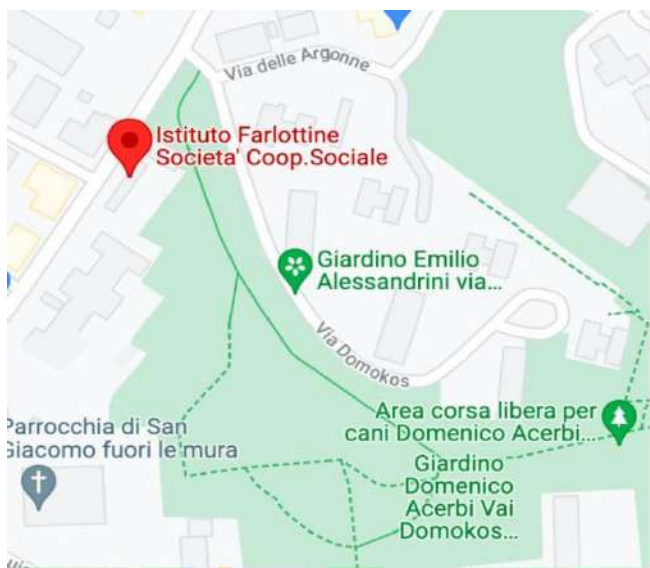 Via delle Argonne
Istituto Farlottine
Societa' Coop.Sociale
Giardino Emilio
Alessandrini via...
Via Domokos
Area corsa libera per
cani Domenico Acerbi...
Parrocchia di San
Giacomo fuori le mura
Giardino
Domenico
Acerbi Vai
Domokos...